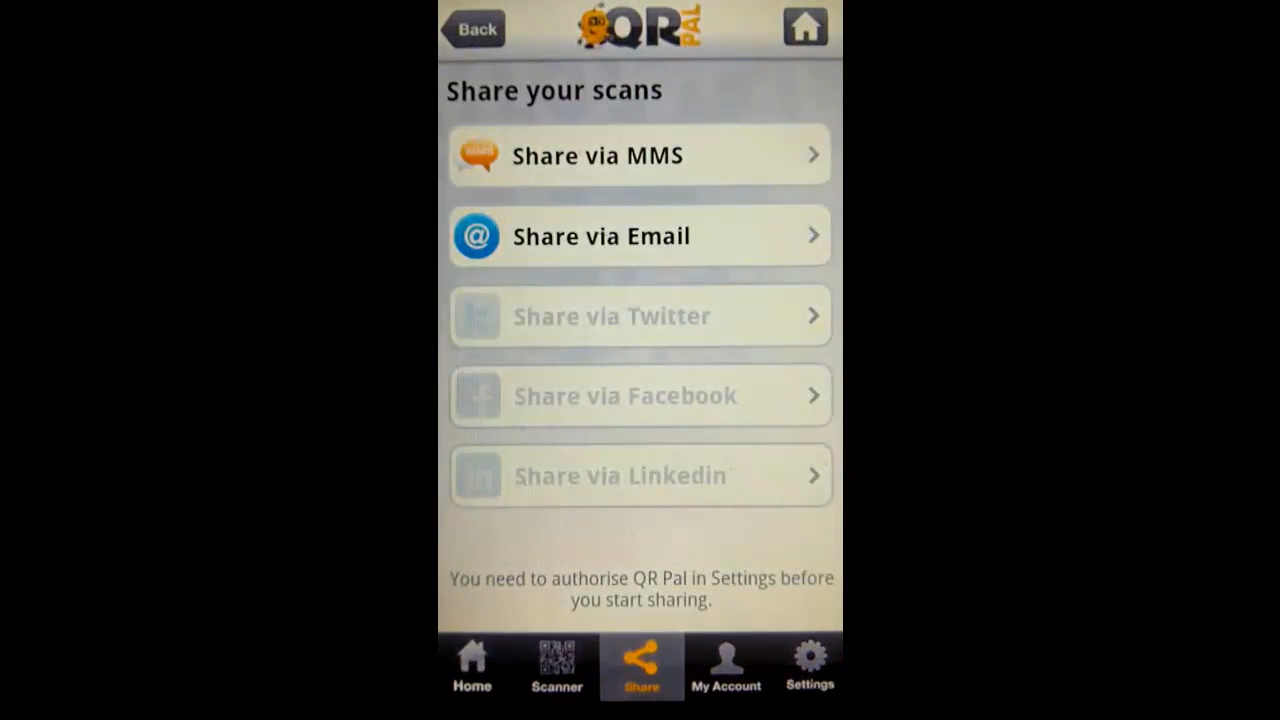 Back
QR PAL
Share your scans
Share via MMS
Share via Email
Share via Twitter
Share via Facebook
Share via Linkedin
You need to authorise QR Pal in Settings before
you start sharing.
Home Scanner Share My Account Settings